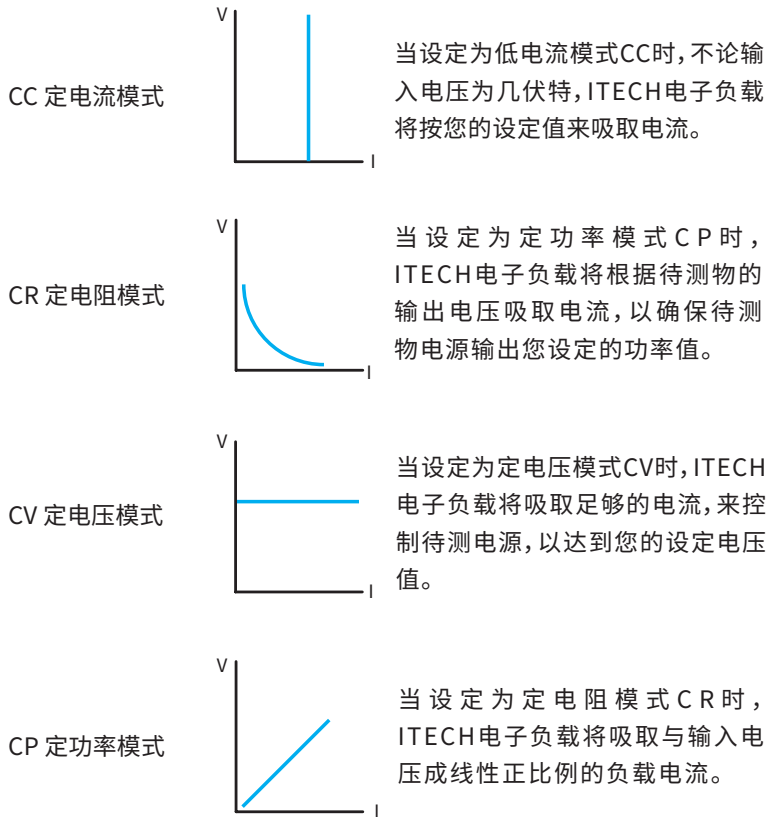 V
当设定为低电流模式CC时,不论输
CC 定电流模式
入电压为几伏特,ITECH电子负载
将按您的设定值来吸取电流。
I
V
当设定为定功率模式CP时,
CR 定电阻模式
ITECH电子负载将根据待测物的
输出电压吸取电流,以确保待测
物电源输出您设定的功率值。
I
V
当设定为定电压模式CV时,ITECH
CV 定电压模式
电子负载将吸取足够的电流,来控
制待测电源,以达到您的设定电压
值。
I
V
当设定为定电阻模式CR时,
CP 定功率模式
ITECH电子负载将吸取与输入电
压成线性正比例的负载电流。
I